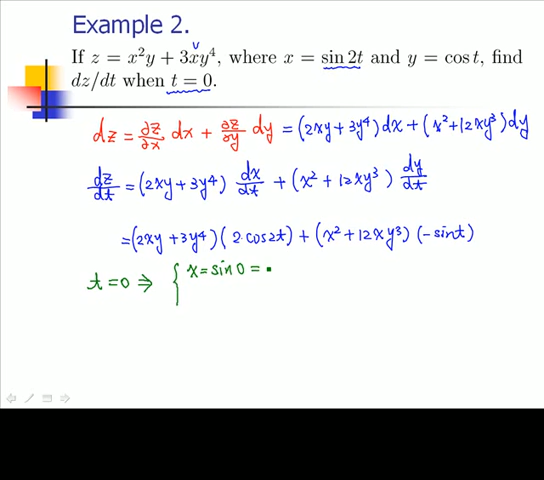 Example 2.
If z = x²y + 3xy⁴, where x = sin 2t and y = cos t, find
dz/dt when t = 0.
dz = ∂z/∂x dx + ∂z/∂y dy = (2xy + 3y⁴) dx + (x² + 12xy³) dy
dz/dt = (2xy + 3y⁴) dx/dt + (x² + 12xy³) dy/dt
= (2xy + 3y⁴)(2 cos 2t) + (x² + 12xy³)(-sin t)
t = 0 ⇒ { x = sin 0 =